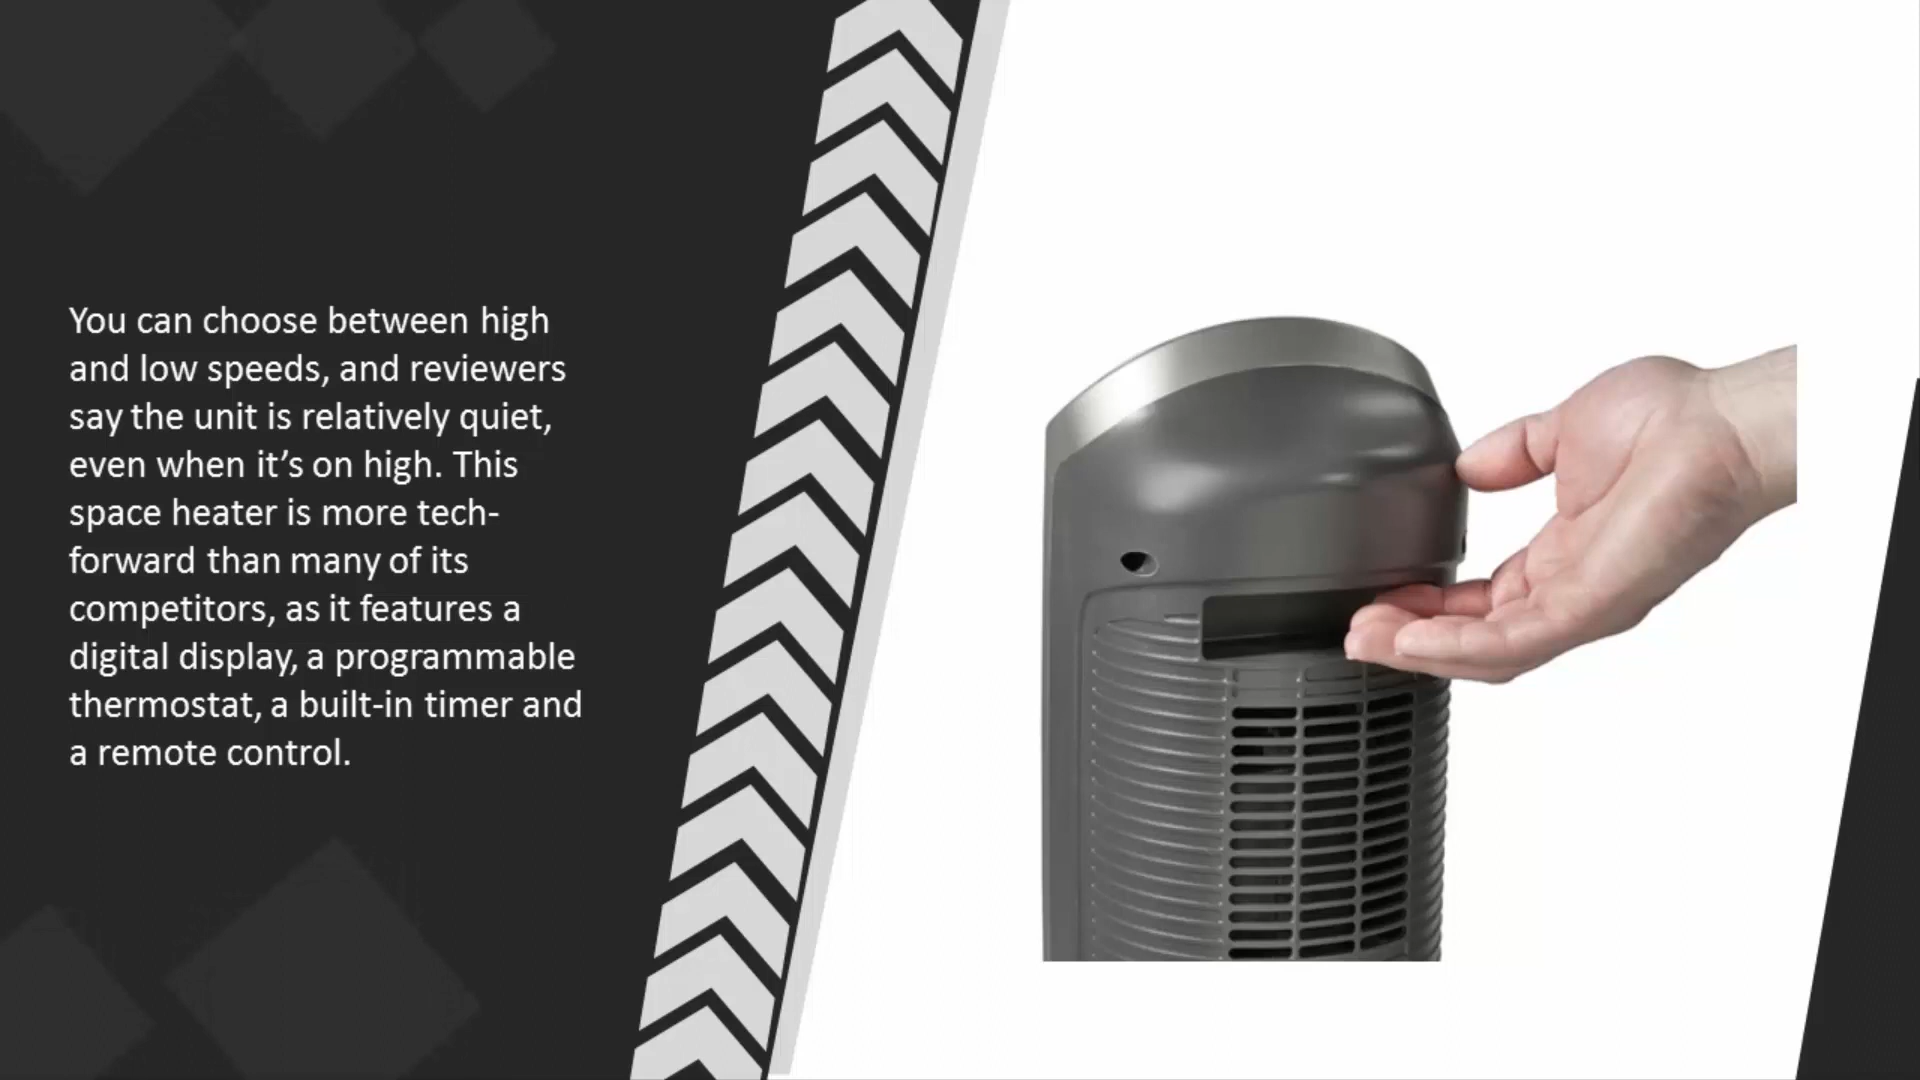 You can choose between high
and low speeds, and reviewers
say the unit is relatively quiet,
even when it’s on high. This
space heater is more tech-
forward than many of its
competitors, as it features a
digital display, a programmable
thermostat, a built-in timer and
a remote control.